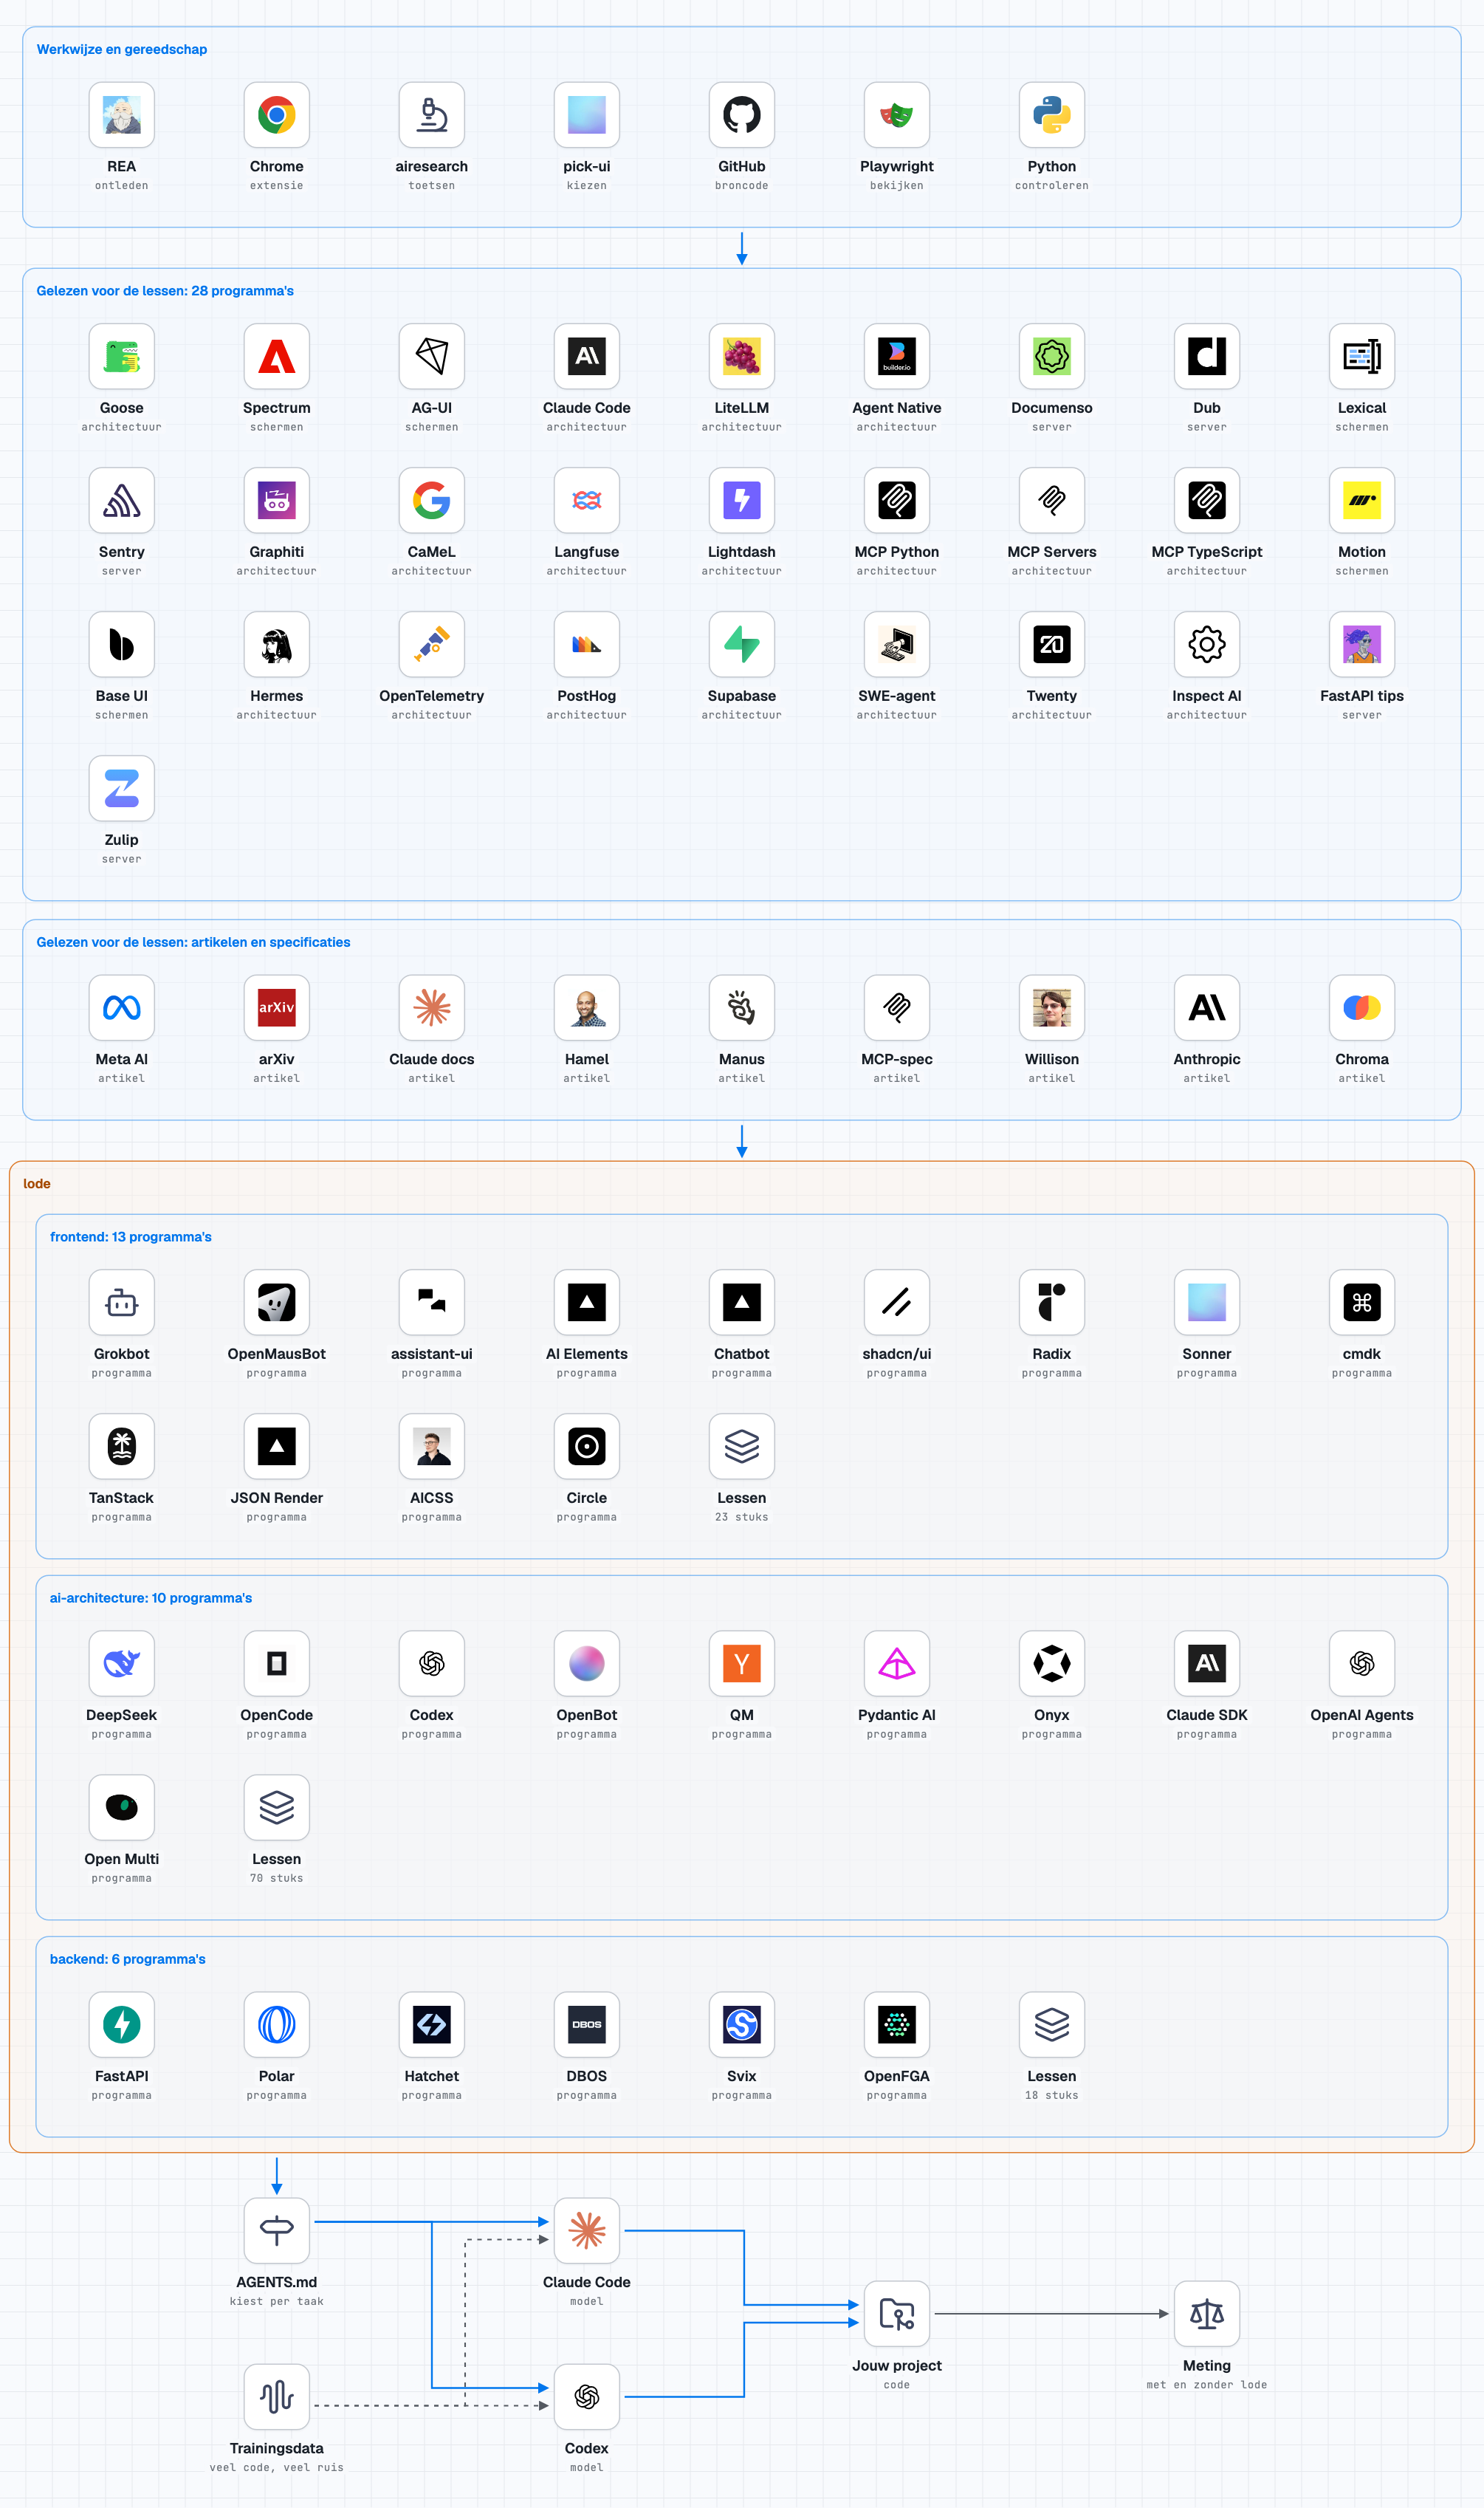 Werkwijze en gereedschap
REA
ontleden
Chrome
extensie
airesearch
toetsen
pick-ui
kiezen
GitHub
broncode
Playwright
bekijken
Python
controleren
Gelezen voor de lessen: 28 programma's
Goose
architectuur
Spectrum
schermen
AG-UI
schermen
Claude Code
architectuur
LiteLLM
architectuur
builder.io
Agent Native
architectuur
Documenso
server
Dub
server
Lexical
schermen
Sentry
server
Graphiti
architectuur
CaMeL
architectuur
Langfuse
architectuur
Lightdash
architectuur
MCP Python
architectuur
MCP Servers
architectuur
MCP TypeScript
architectuur
Motion
schermen
Base UI
schermen
Hermes
architectuur
OpenTelemetry
architectuur
PostHog
architectuur
Supabase
architectuur
SWE-agent
architectuur
Twenty
architectuur
Inspect AI
architectuur
FastAPI tips
server
Zulip
server
Gelezen voor de lessen: artikelen en specificaties
Meta AI
artikel
arXiv
arXiv
artikel
Claude docs
artikel
Hamel
artikel
Manus
artikel
MCP-spec
artikel
Willison
artikel
Anthropic
artikel
Chroma
artikel
lode
frontend: 13 programma's
Grokbot
programma
OpenMausBot
programma
assistant-ui
programma
AI Elements
programma
Chatbot
programma
shadcn/ui
programma
Radix
programma
Sonner
programma
cmdk
programma
TanStack
programma
JSON Render
programma
AICSS
programma
Circle
programma
Lessen
23 stuks
ai-architecture: 10 programma's
DeepSeek
programma
OpenCode
programma
Codex
programma
OpenBot
programma
Y
QM
programma
Pydantic AI
programma
Onyx
programma
Claude SDK
programma
OpenAI Agents
programma
Open Multi
programma
Lessen
70 stuks
backend: 6 programma's
FastAPI
programma
Polar
programma
Hatchet
programma
DBOS
DBOS
programma
Svix
programma
OpenFGA
programma
Lessen
18 stuks
AGENTS.md
kiest per taak
Claude Code
model
Jouw project
code
Meting
met en zonder lode
Trainingsdata
veel code, veel ruis
Codex
model